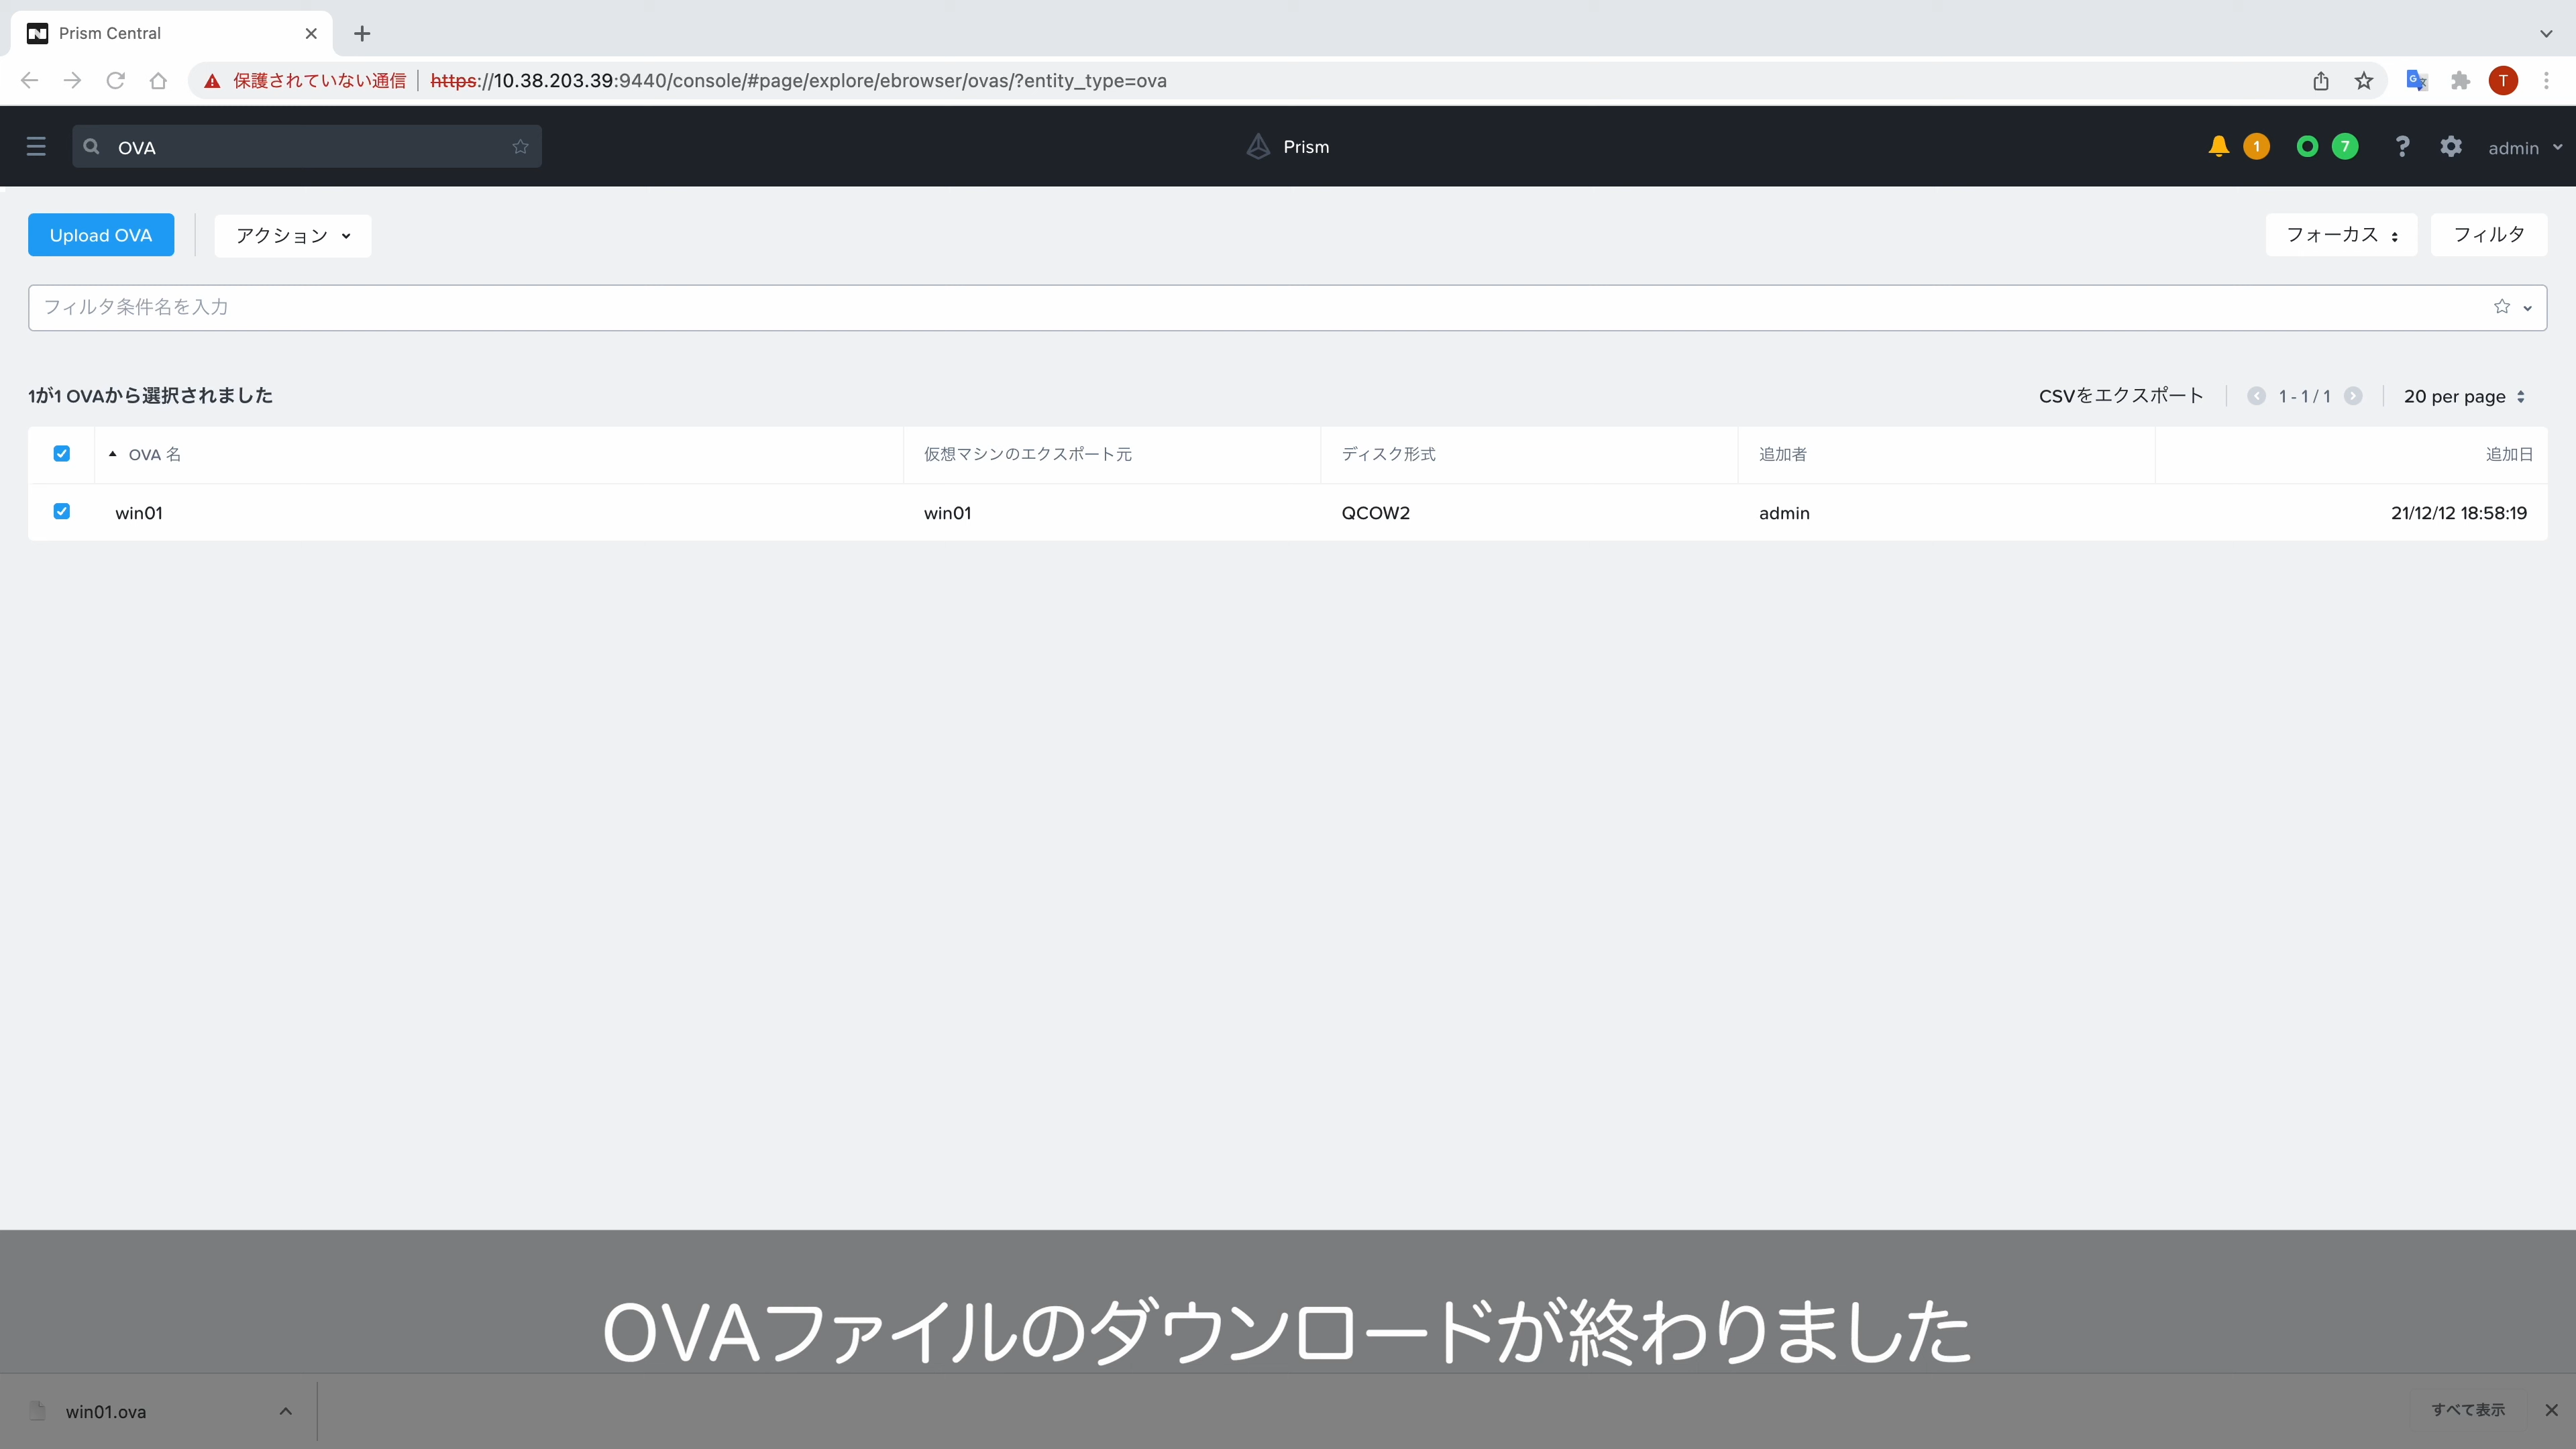 Prism Central
保護されていない通信 https://10.38.203.39:9440/console/#page/explore/ebrowser/ovas/?entity_type=ova
T
OVA
Prism
1
7
?
admin
Upload OVA
アクション
フォーカス
フィルタ
フィルタ条件名を入力
1が1 OVAから選択されました
CSVをエクスポート
1 - 1 / 1
20 per page
OVA 名 仮想マシンのエクスポート元 ディスク形式 追加者 追加日
win01 win01 QCOW2 admin 21/12/12 18:58:19
OVAファイルのダウンロードが終わりました
win01.ova
すべて表示